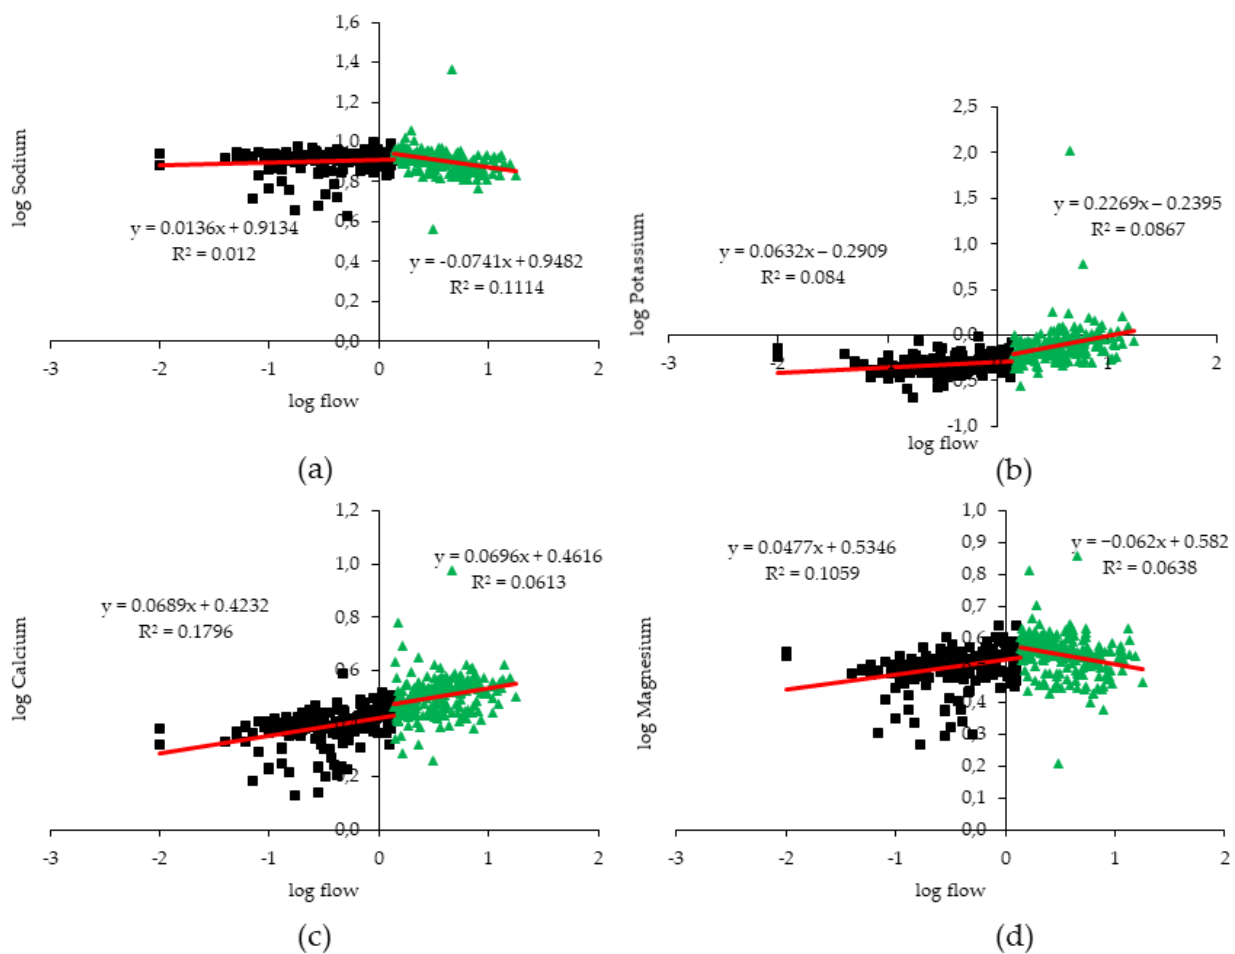 1,6
1,4
1,2
1,0
0,8
0,6
0,4
0,2
0,0
-3
-2
-1
0
1
2
log Sodium
log flow
y = 0.0136x + 0.9134
R² = 0.012
y = -0.0741x + 0.9482
R² = 0.1114
(a)
2,5
2,0
1,5
1,0
0,5
0,0
-0,5
-1,0
-3
-2
1
2
log Potassium
log flow
y = 0.0632x − 0.2909
R² = 0.084
y = 0.2269x − 0.2395
R² = 0.0867
(b)
1,2
1,0
0,8
0,6
0,2
0,0
-3
-2
-1
0
1
2
log Calcium
log flow
y = 0.0689x + 0.4232
R² = 0.1796
y = 0.0696x + 0.4616
R² = 0.0613
(c)
1,0
0,9
0,8
0,7
0,6
0,4
0,3
0,2
0,1
0,0
-3
-2
-1
0
1
2
log Magnesium
log flow
y = 0.0477x + 0.5346
R² = 0.1059
y = −0.062x + 0.582
R² = 0.0638
(d)